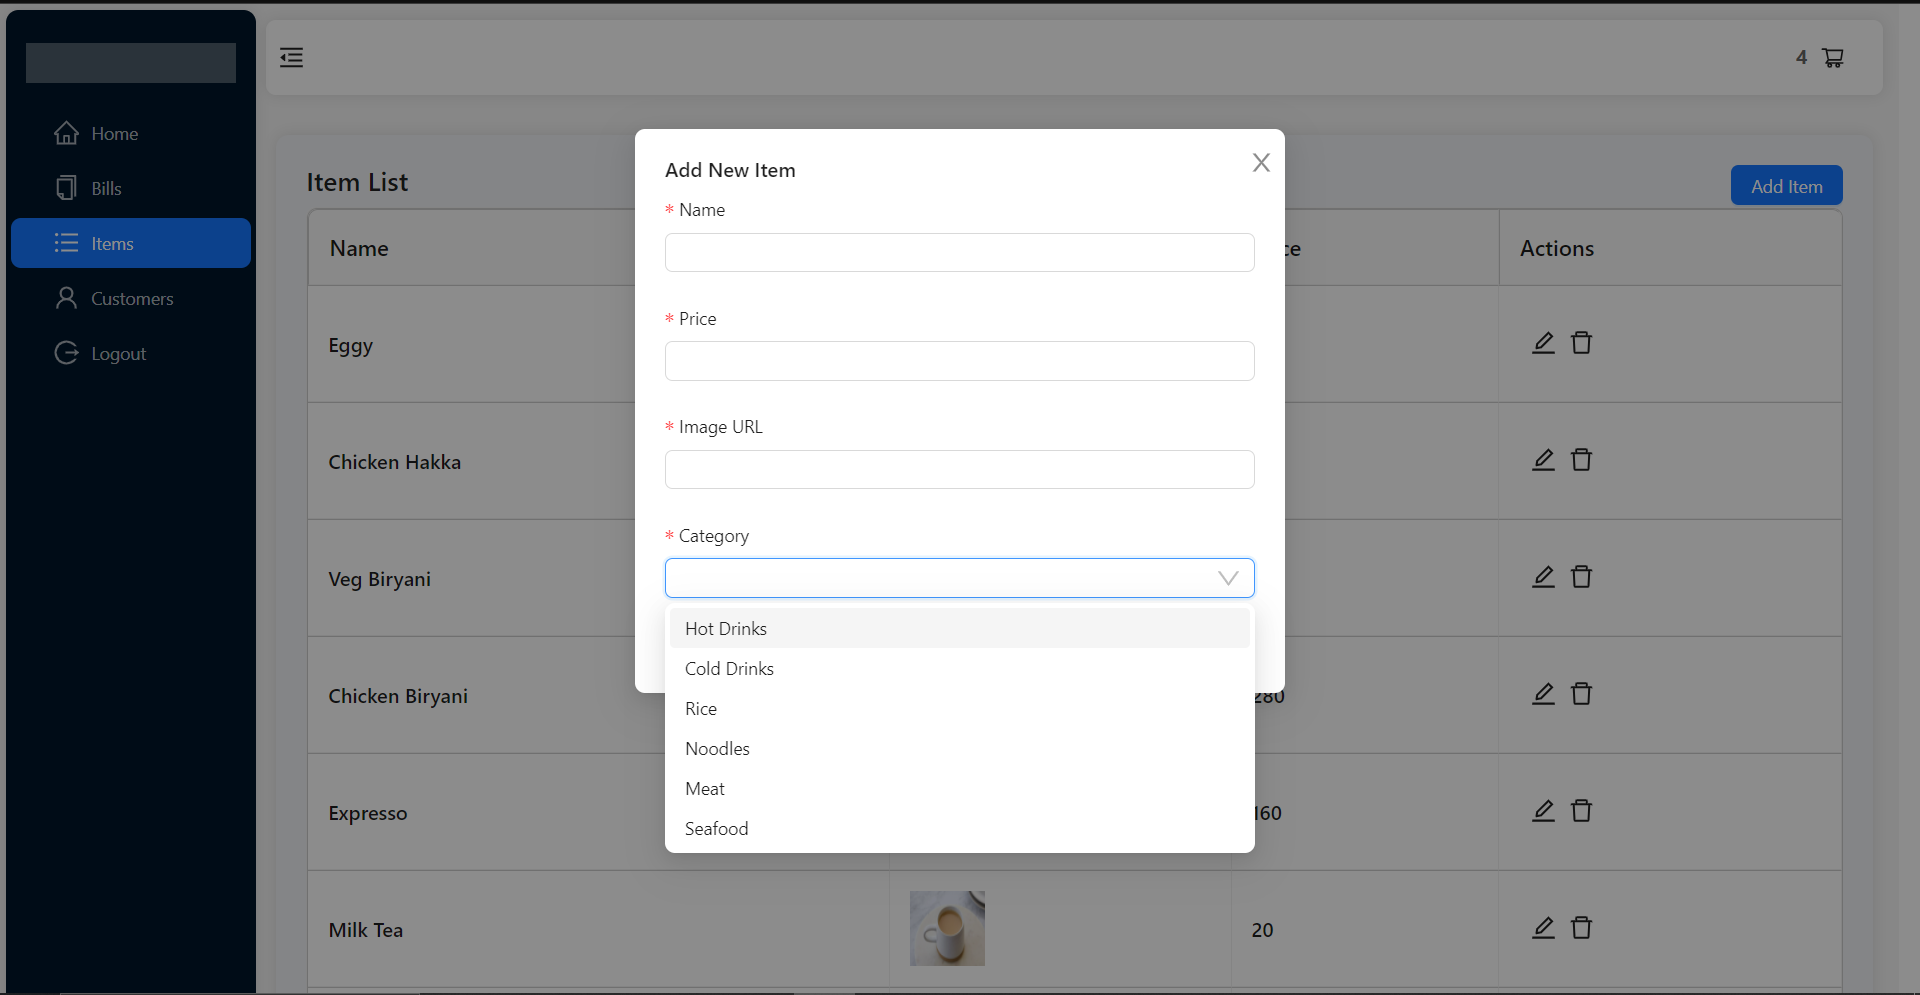 4
Home
Bills
Items
Customers
Logout
Item List
Add Item
Name
Actions
Eggy
Chicken Hakka
Veg Biryani
Chicken Biryani
280
Expresso
160
Milk Tea
20
Add New Item
* Name
* Price
* Image URL
* Category
Hot Drinks
Cold Drinks
Rice
Noodles
Meat
Seafood